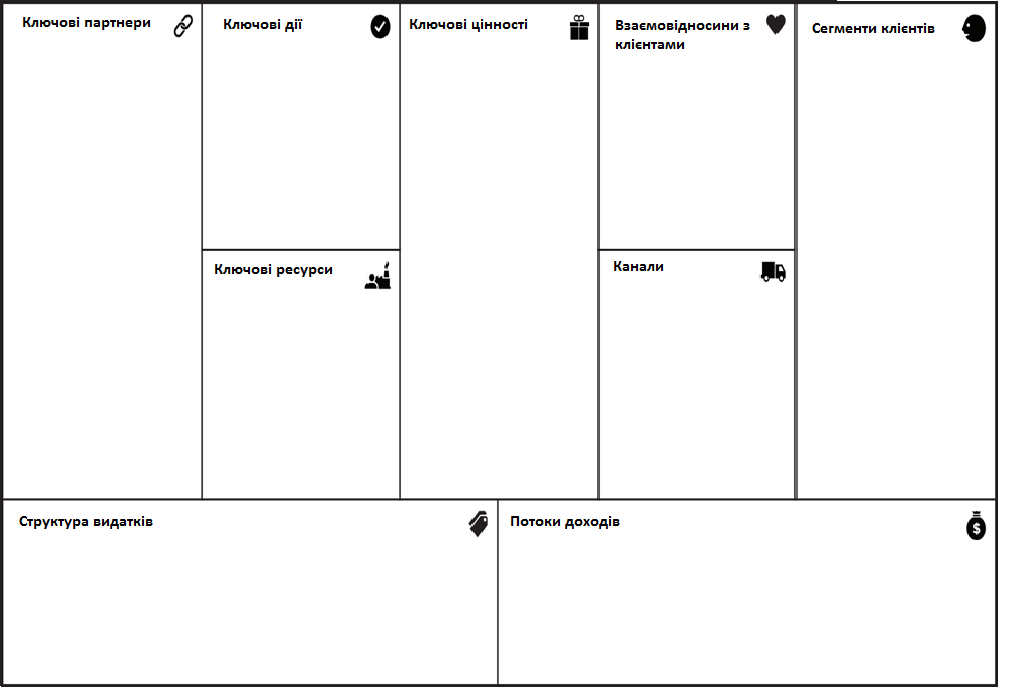 Ключові партнери
Ключові дії
Ключові цінності
Взаємовідносини з
клієнтами
Сегменти клієнтів
Ключові ресурси
Канали
Структура видатків
Потоки доходів
$